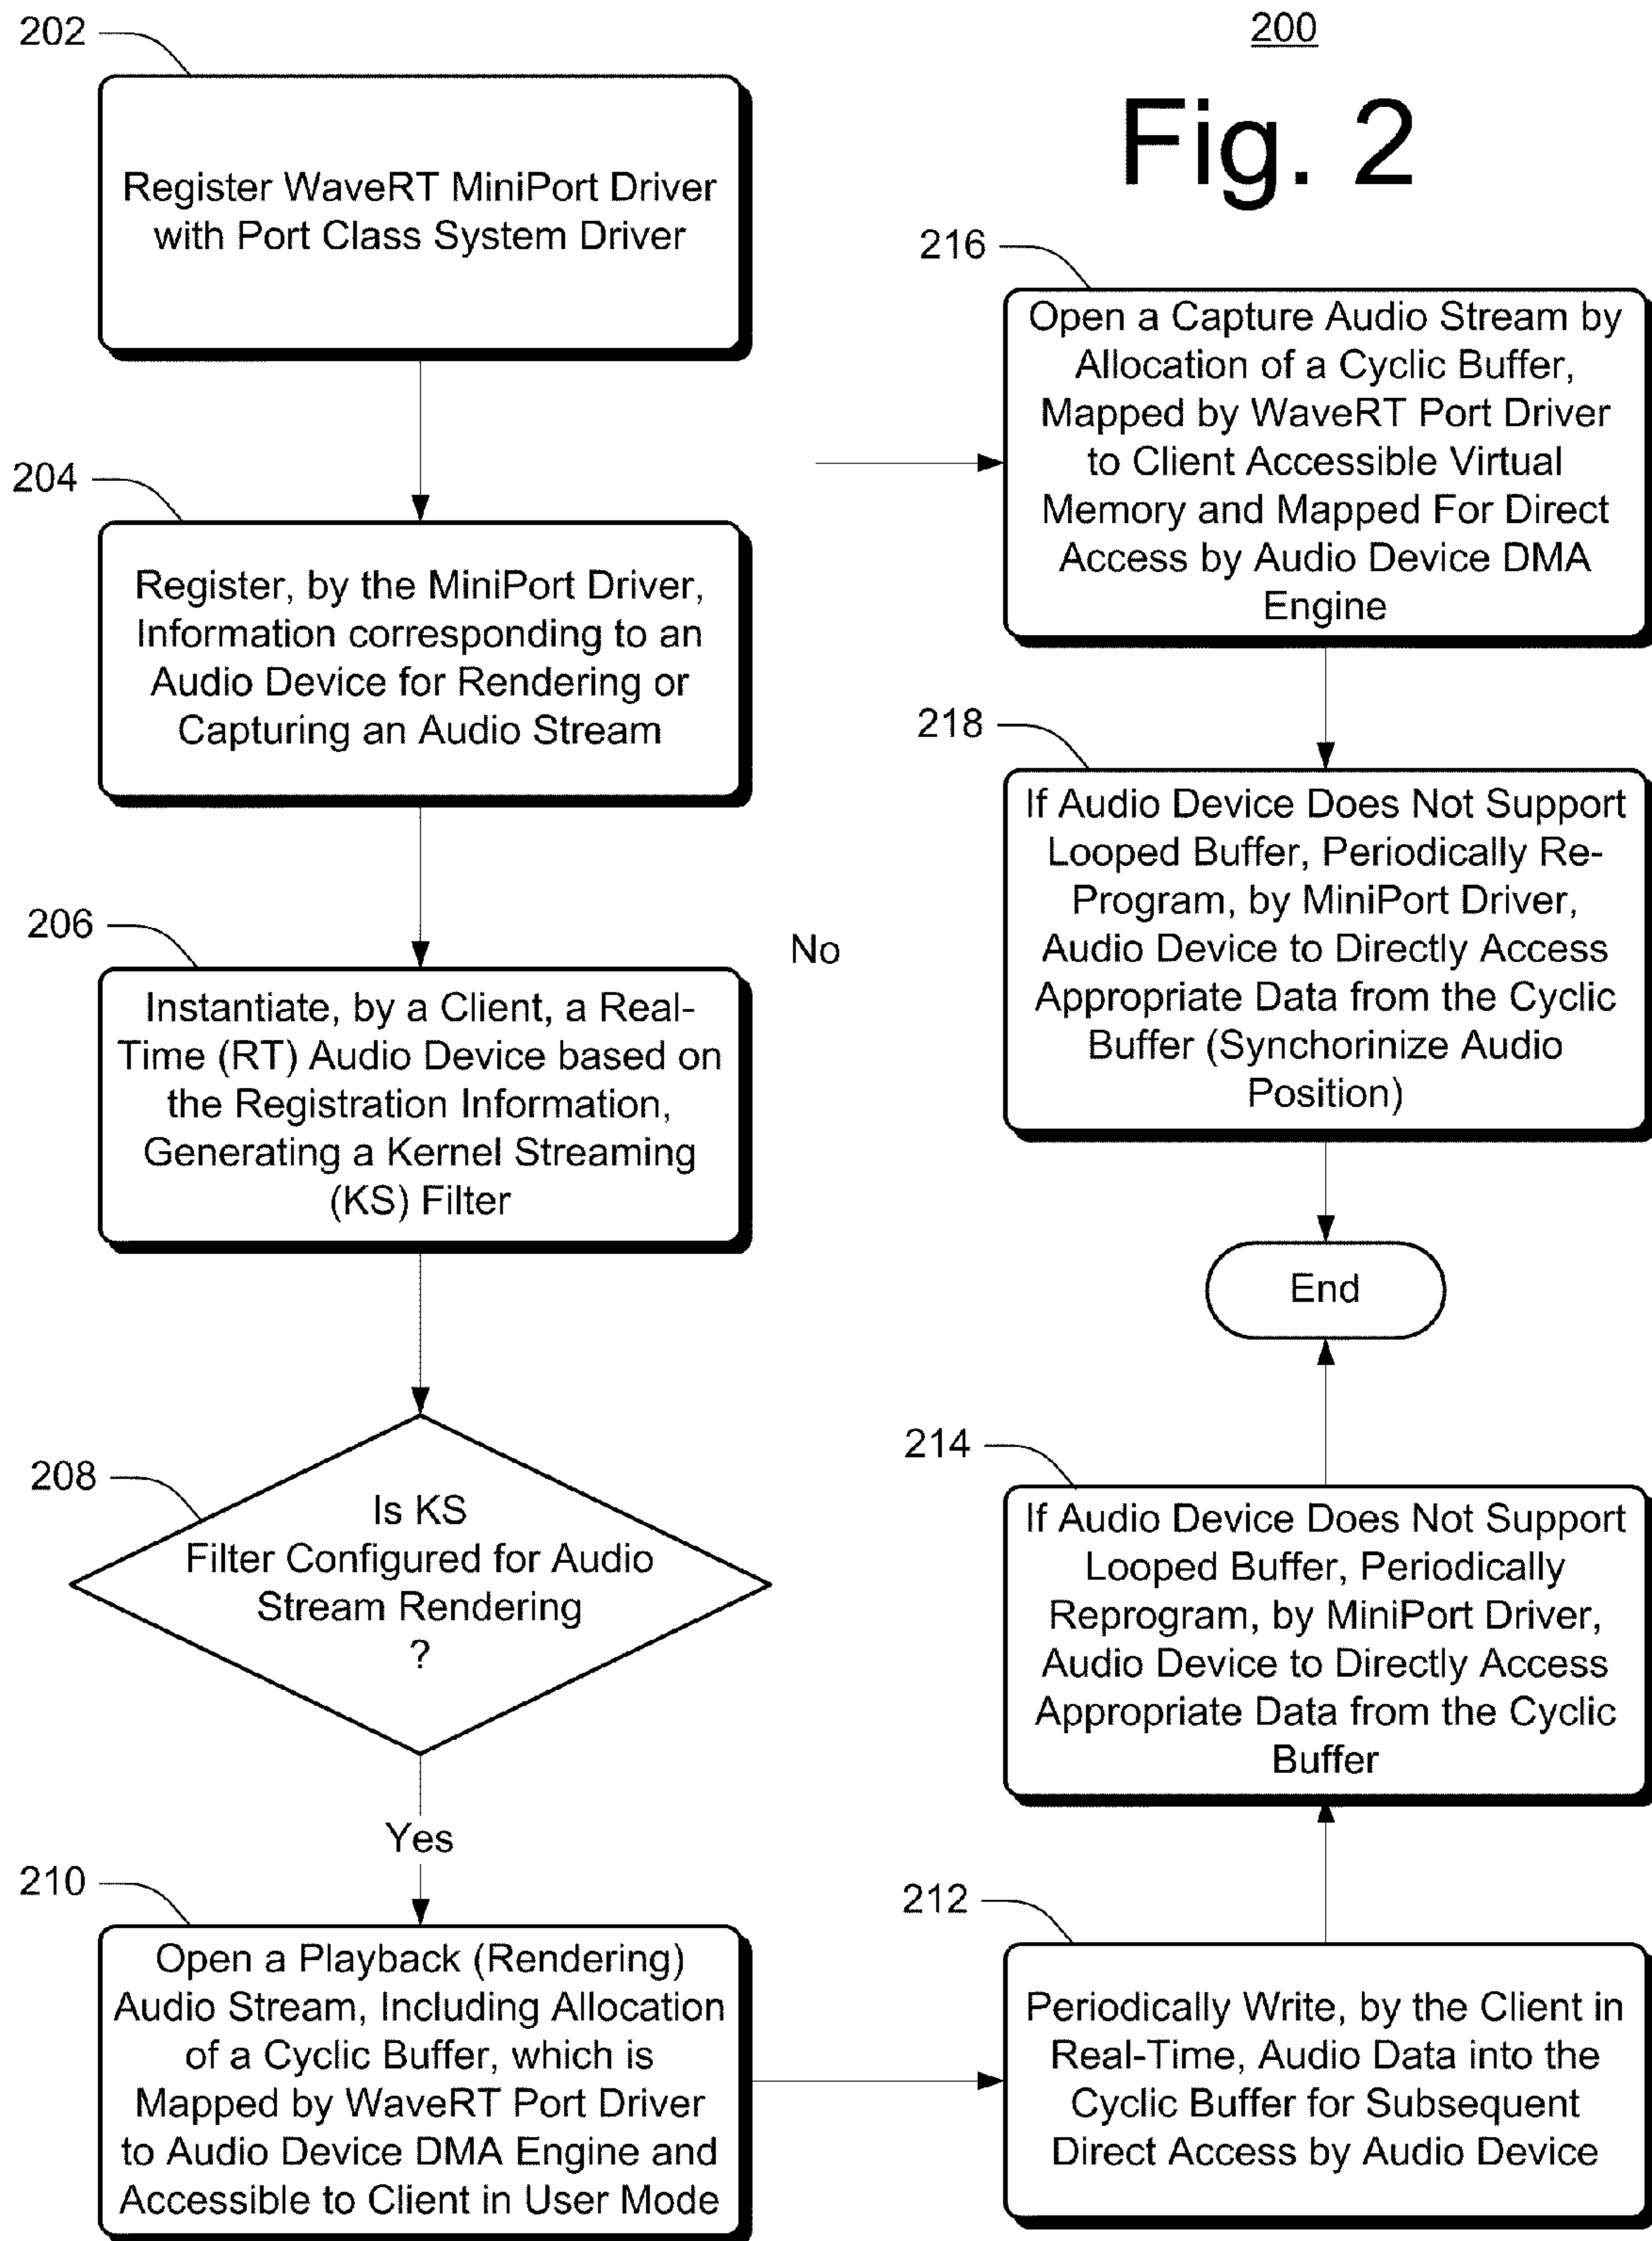 200
Fig. 2
202
Register WaveRT MiniPort Driver
with Port Class System Driver
204
Register, by the MiniPort Driver,
Information corresponding to an
Audio Device for Rendering or
Capturing an Audio Stream
206
Instantiate, by a Client, a Real-
Time (RT) Audio Device based on
the Registration Information,
Generating a Kernel Streaming
(KS) Filter
208
Is KS
Filter Configured for Audio
Stream Rendering
?
Yes
No
210
Open a Playback (Rendering)
Audio Stream, Including Allocation
of a Cyclic Buffer, which is
Mapped by WaveRT Port Driver
to Audio Device DMA Engine and
Accessible to Client in User Mode
212
Periodically Write, by the Client in
Real-Time, Audio Data into the
Cyclic Buffer for Subsequent
Direct Access by Audio Device
214
If Audio Device Does Not Support
Looped Buffer, Periodically
Reprogram, by MiniPort Driver,
Audio Device to Directly Access
Appropriate Data from the Cyclic
Buffer
216
Open a Capture Audio Stream by
Allocation of a Cyclic Buffer,
Mapped by WaveRT Port Driver
to Client Accessible Virtual
Memory and Mapped For Direct
Access by Audio Device DMA
Engine
218
If Audio Device Does Not Support
Looped Buffer, Periodically Re-
Program, by MiniPort Driver,
Audio Device to Directly Access
Appropriate Data from the Cyclic
Buffer (Synchorinize Audio
Position)
End